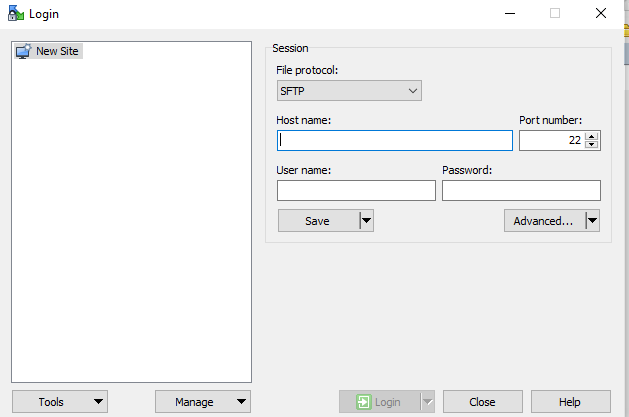 Login
New Site
Session
File protocol:
SFTP
Host name:
Port number:
22
User name:
Password:
Save
Advanced...
Tools
Manage
Login
Close
Help